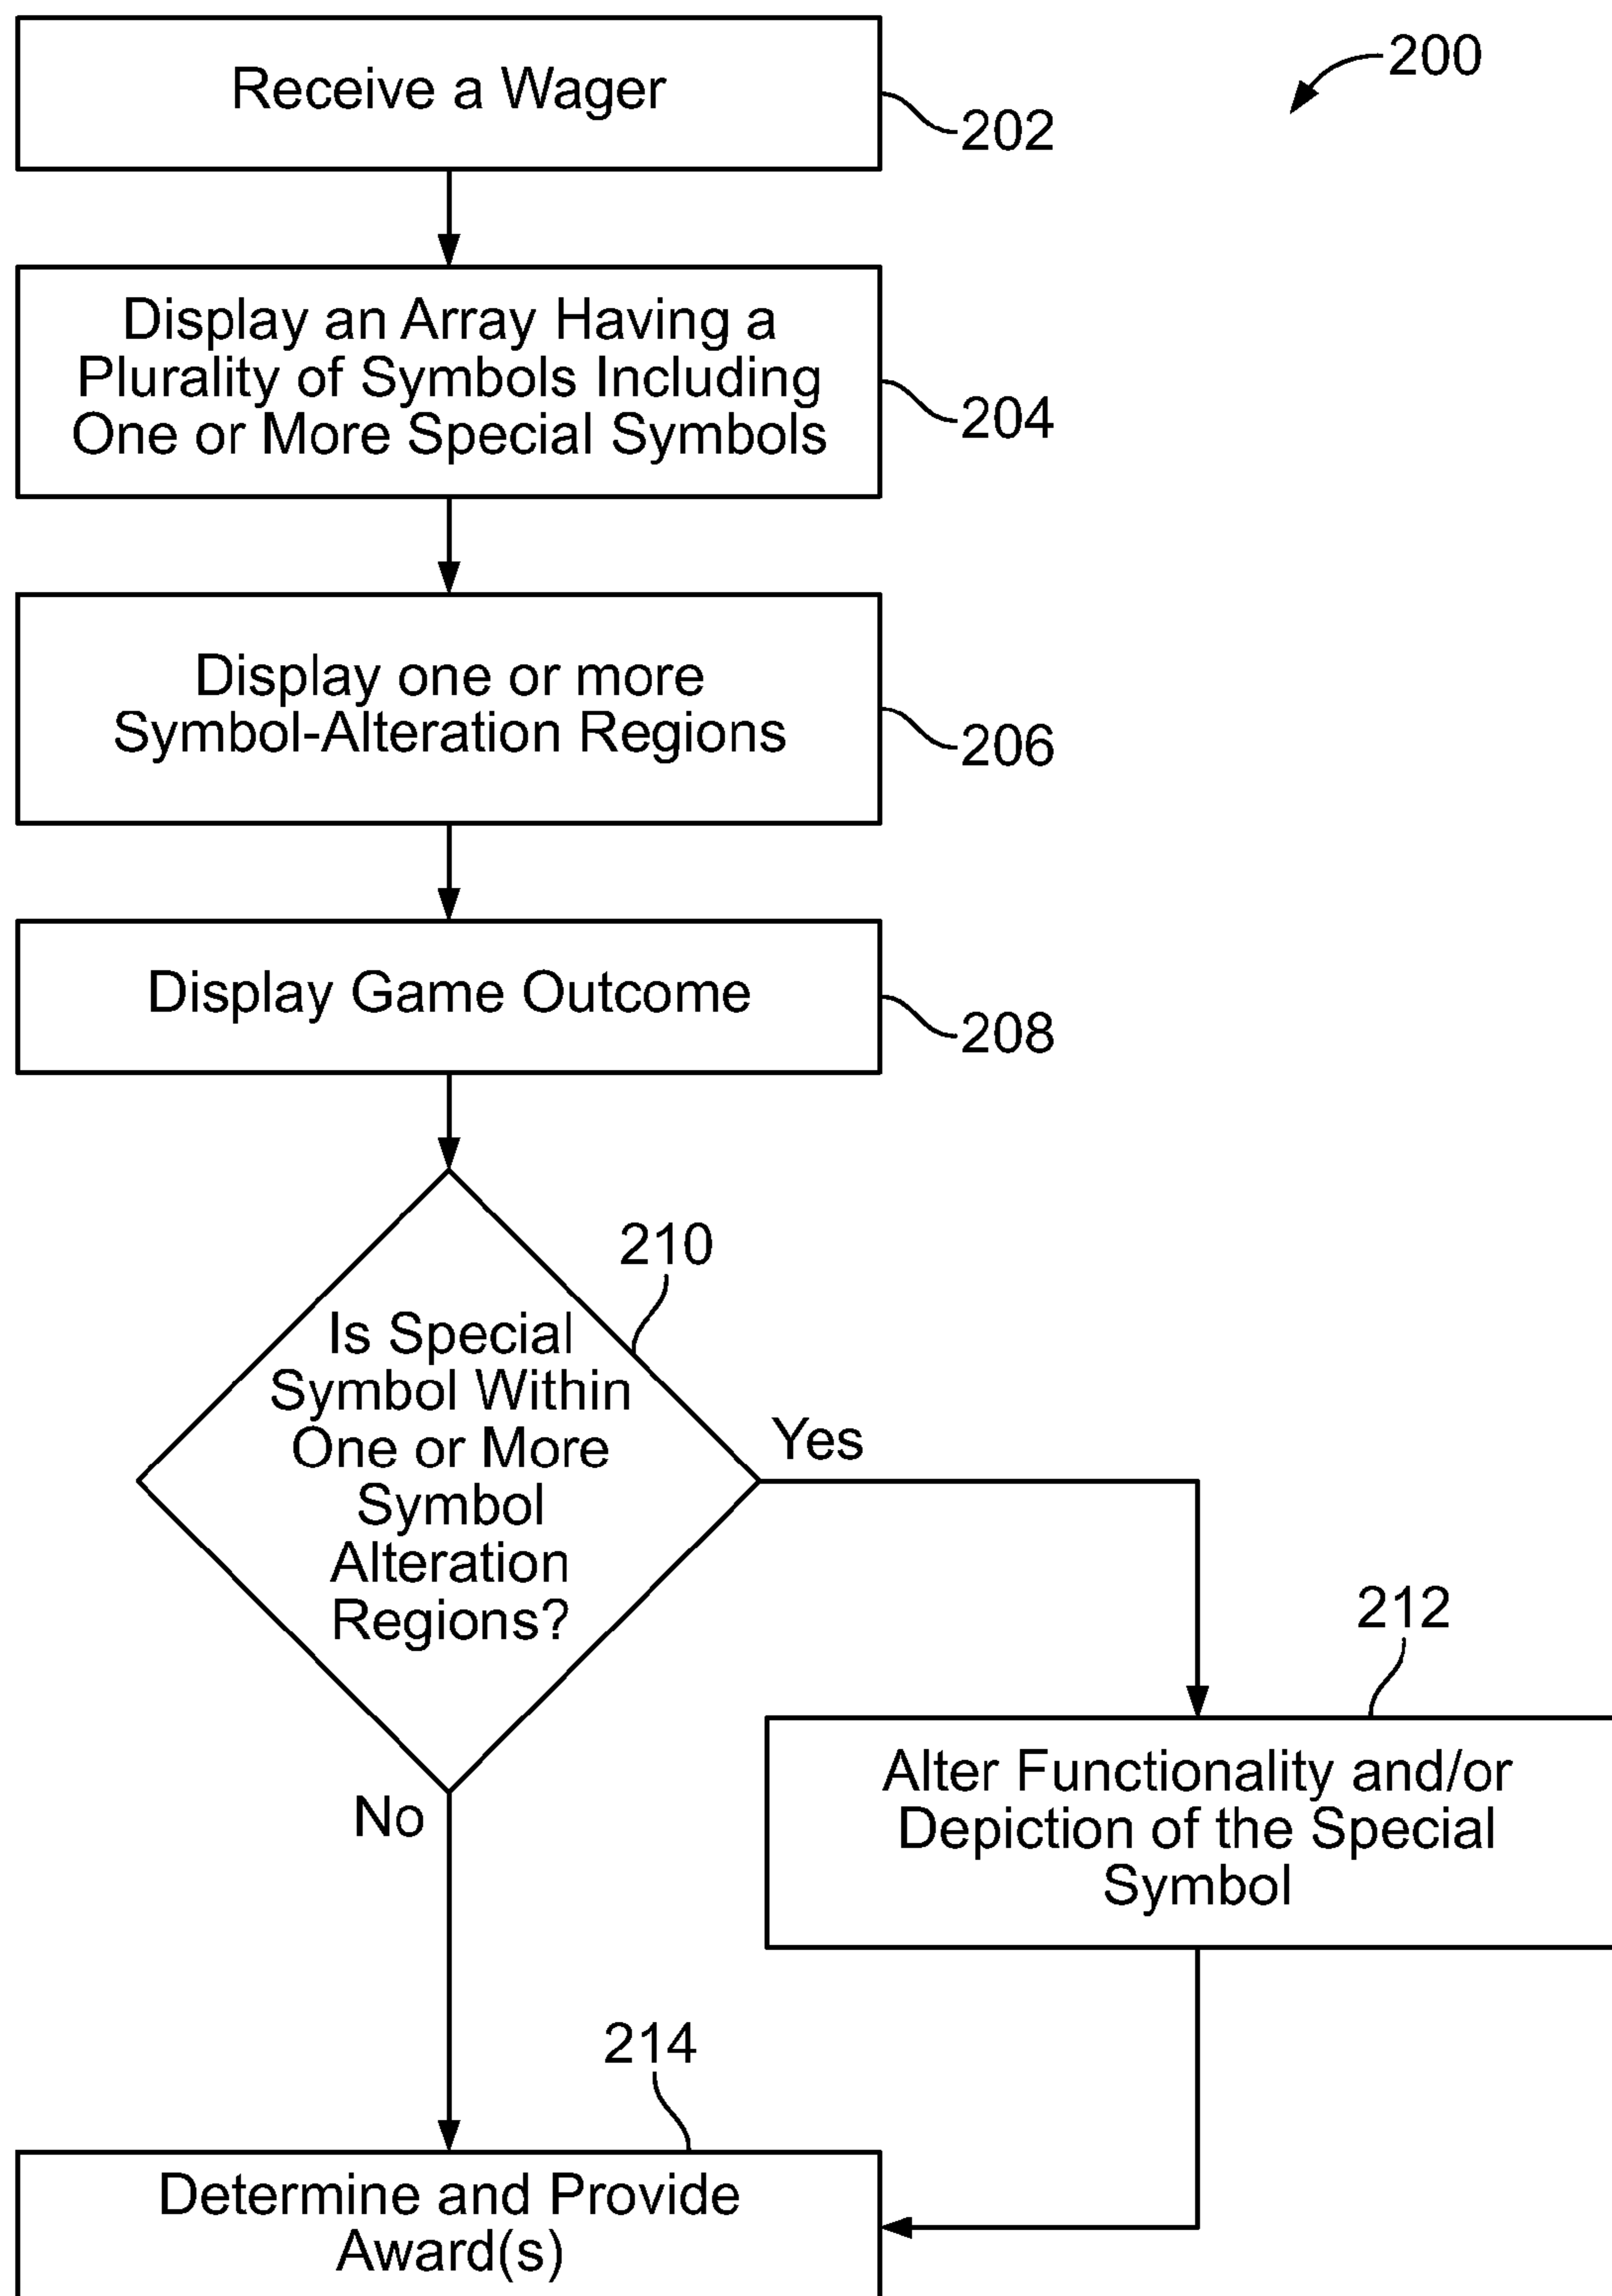 200
Receive a Wager
202
Display an Array Having a
Plurality of Symbols Including
One or More Special Symbols
204
Display one or more
Symbol-Alteration Regions
206
Display Game Outcome
208
210
Is Special
Symbol Within
One or More
Symbol
Alteration
Regions?
Yes
No
212
Alter Functionality and/or
Depiction of the Special
Symbol
214
Determine and Provide
Award(s)